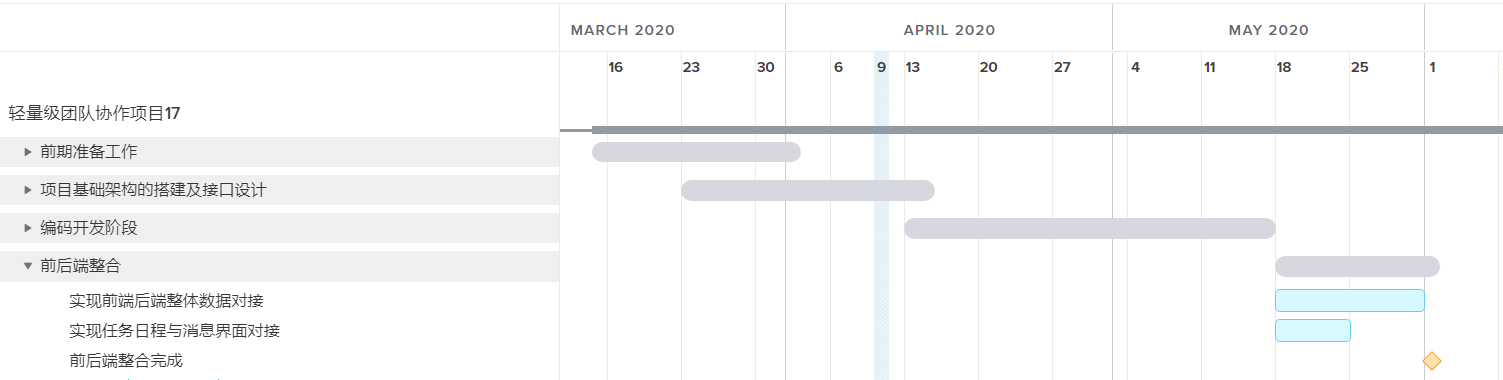 MARCH 2020 APRIL 2020 MAY 2020
16 23 30 6 9 13 20 27 4 11 18 25 1
轻量级团队协作项目17
前期准备工作
项目基础架构的搭建及接口设计
编码开发阶段
前后端整合
实现前端后端整体数据对接
实现任务日程与消息界面对接
前后端整合完成